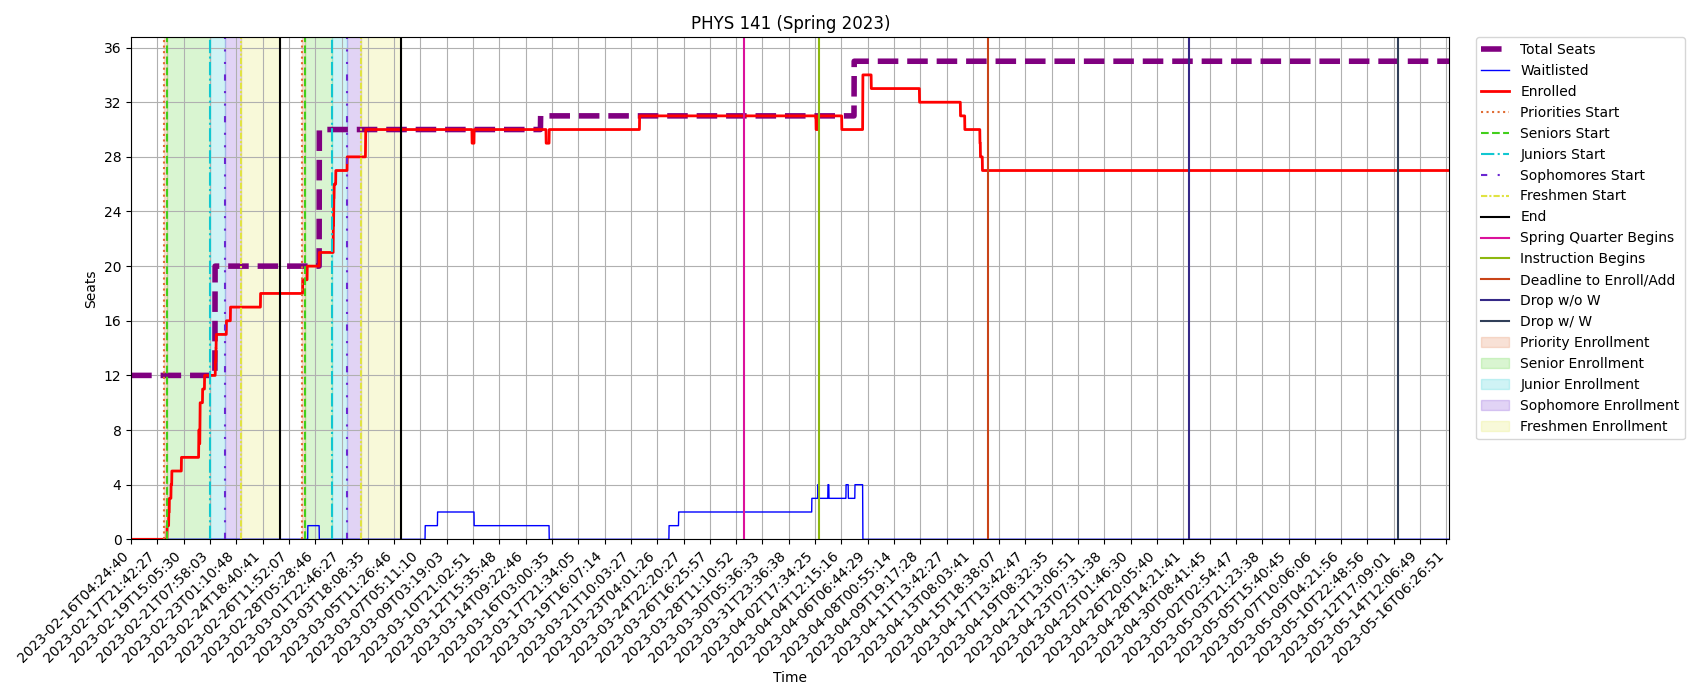 PHYS 141 (Spring 2023)
Seats
36
32
28
24
20
16
12
8
4
0
2023-02-16T04:24:40
2023-02-17T21:42:27
2023-02-19T15:05:30
2023-02-21T07:58:03
2023-02-23T01:10:48
2023-02-24T18:40:41
2023-02-26T11:52:07
2023-02-28T05:28:46
2023-03-01T22:46:27
2023-03-03T18:08:35
2023-03-05T11:26:46
2023-03-07T05:11:10
2023-03-09T03:19:03
2023-03-10T21:02:51
2023-03-12T15:35:48
2023-03-14T09:22:46
2023-03-16T03:00:35
2023-03-17T21:34:05
2023-03-19T16:07:14
2023-03-21T10:03:27
2023-03-23T04:01:26
2023-03-24T22:20:27
2023-03-26T16:25:57
2023-03-28T11:10:52
2023-03-30T05:36:33
2023-03-31T23:36:38
2023-04-02T17:34:25
2023-04-04T12:15:16
2023-04-06T06:44:29
2023-04-08T00:55:14
2023-04-09T19:17:28
2023-04-11T13:42:27
2023-04-13T08:03:41
2023-04-15T19:38:07
2023-04-17T13:42:47
2023-04-19T08:32:35
2023-04-21T13:06:51
2023-04-23T07:31:38
2023-04-25T01:46:30
2023-04-26T20:05:40
2023-04-28T14:21:41
2023-04-30T08:41:45
2023-05-02T02:54:47
2023-05-03T21:23:38
2023-05-05T15:40:45
2023-05-07T10:06:06
2023-05-09T04:21:56
2023-05-10T22:48:56
2023-05-12T17:09:01
2023-05-14T12:06:49
2023-05-16T06:26:51
Time
Total Seats
Waitlisted
Enrolled
Priorities Start
Seniors Start
Juniors Start
Sophomores Start
Freshmen Start
End
Spring Quarter Begins
Instruction Begins
Deadline to Enroll/Add
Drop w/o W
Drop w/ W
Priority Enrollment
Senior Enrollment
Junior Enrollment
Sophomore Enrollment
Freshmen Enrollment